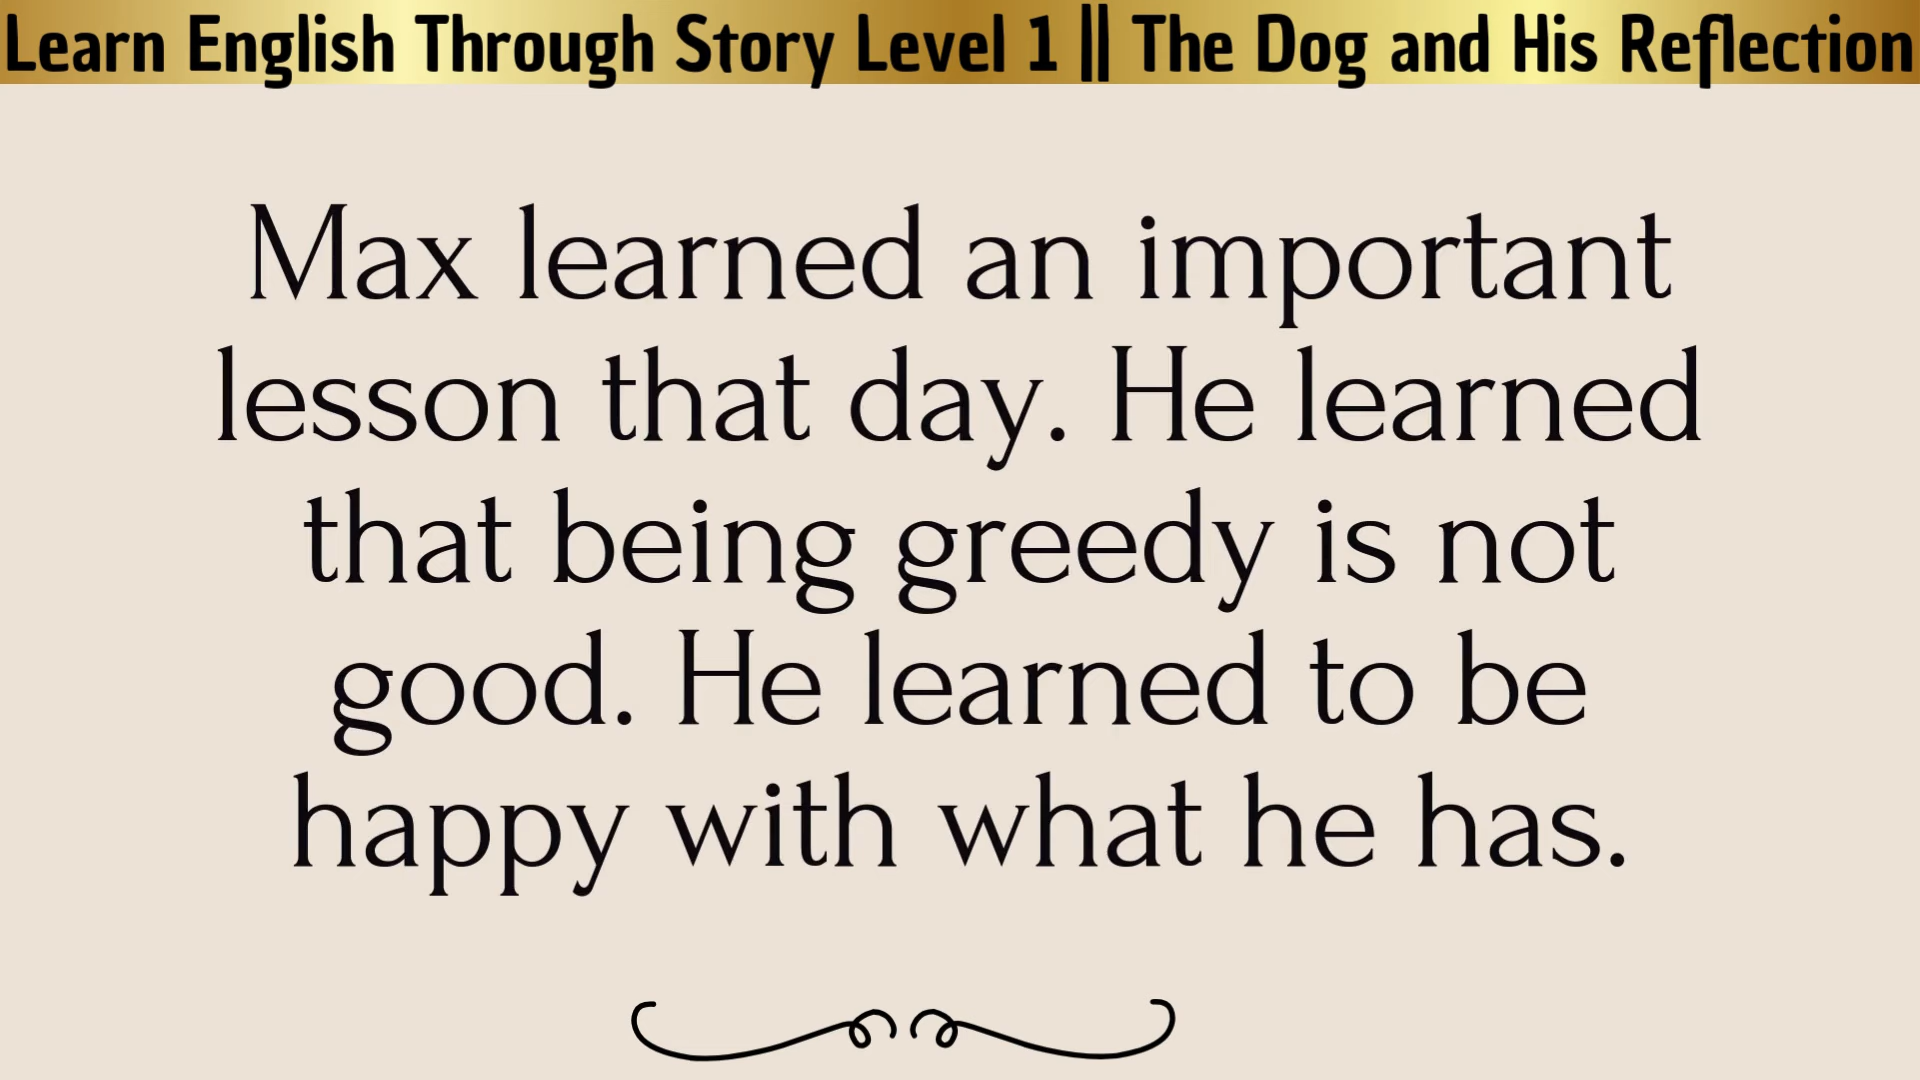 Learn English Through Story Level 1 || The Dog and His Reflection
Max learned an important
lesson that day. He learned
that being greedy is not
good. He learned to be
happy with what he has.